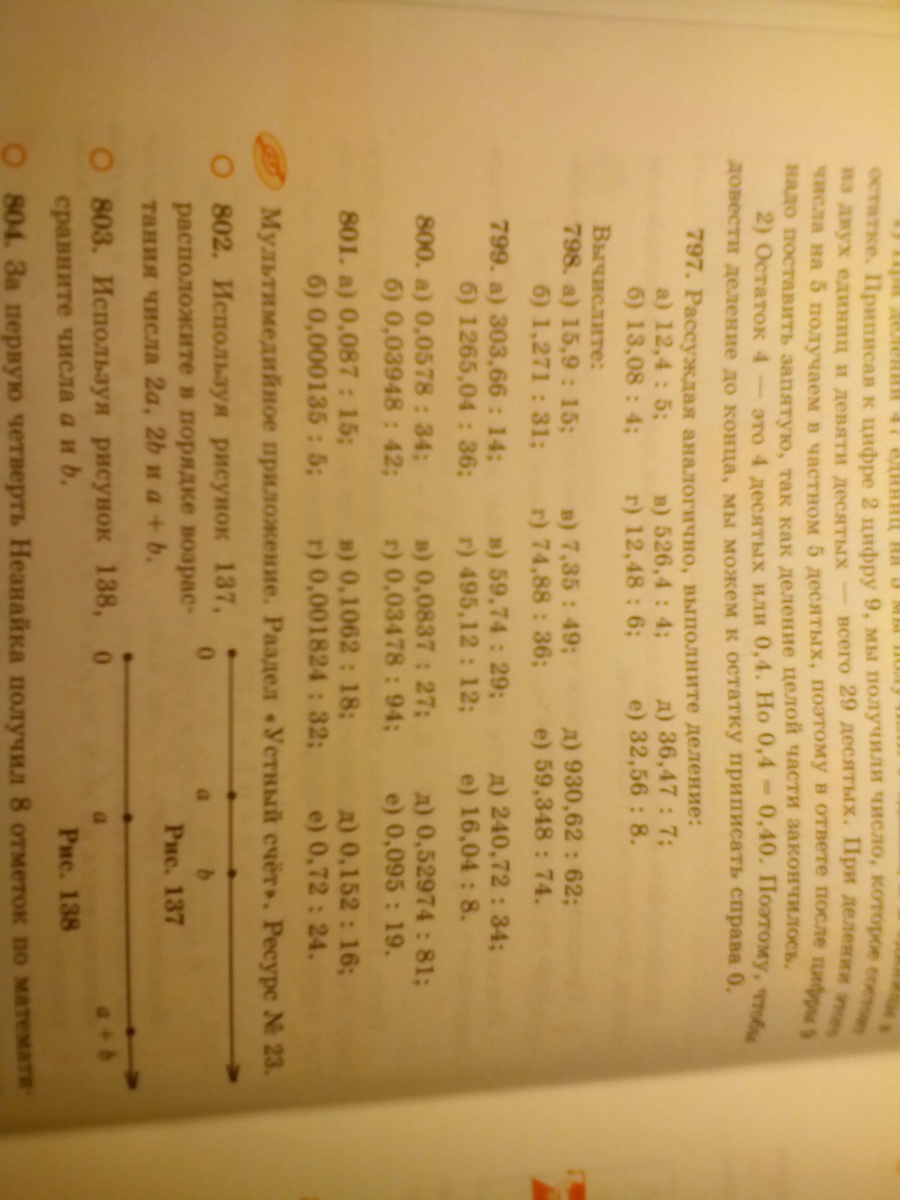 остатке. Приписав к цифре 2 цифру 9, мы получили число, которое состоит
из двух единиц и девяти десятых — всего 29 десятых. При делении этого
числа на 5 получаем в частном 5 десятых, поэтому в ответе после цифры 9
надо поставить запятую, так как деление целой части закончилось.
2) Остаток 4 — это 4 десятых или 0,4. Но 0,4 = 0,40. Поэтому, чтобы
довести деление до конца, мы можем к остатку приписать справа 0.
797. Рассуждая аналогично, выполните деление:
а) 12,4 : 5; в) 526,4 : 4; д) 36,47 : 7;
б) 13,08 : 4; г) 12,48 : 6; е) 32,56 : 8.
Вычислите:
798. а) 15,9 : 15; в) 7,35 : 49; д) 930,62 : 62;
б) 1,271 : 31; г) 74,88 : 36; е) 59,348 : 74.
799. а) 303,66 : 14; в) 59,74 : 29; д) 240,72 : 34;
б) 1265,04 : 36; г) 495,12 : 12; е) 16,04 : 8.
800. а) 0,0578 : 34; в) 0,0837 : 27; д) 0,52974 : 81;
б) 0,03948 : 42; г) 0,03478 : 94; е) 0,095 : 19.
801. а) 0,087 : 15; в) 0,1062 : 18; д) 0,152 : 16;
б) 0,000135 : 5; г) 0,001824 : 32; е) 0,72 : 24.
Мультимедийное приложение. Раздел «Устный счёт». Ресурс № 23.
802. Используя рисунок 137,
расположите в порядке возрас-
тания числа 2a, 2b и a + b.
0 a b
Рис. 137
803. Используя рисунок 138,
сравните числа a и b.
0 a a + b
Рис. 138
804. За первую четверть Незнайка получил 8 отметок по математи-